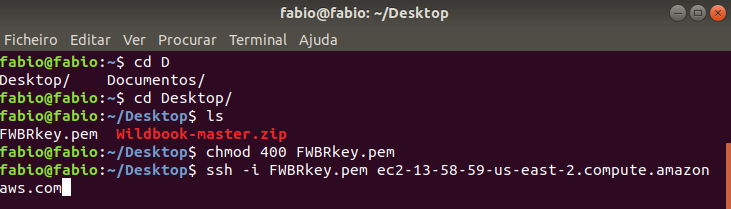 fabio@fabio: ~/Desktop
Ficheiro Editar Ver Procurar Terminal Ajuda
fabio@fabio:~$ cd D
Desktop/    Documentos/
fabio@fabio:~$ cd Desktop/
fabio@fabio:~/Desktop$ ls
FWBRkey.pem  Wildbook-master.zip
fabio@fabio:~/Desktop$ chmod 400 FWBRkey.pem
fabio@fabio:~/Desktop$ ssh -i FWBRkey.pem ec2-13-58-59-us-east-2.compute.amazon
aws.com